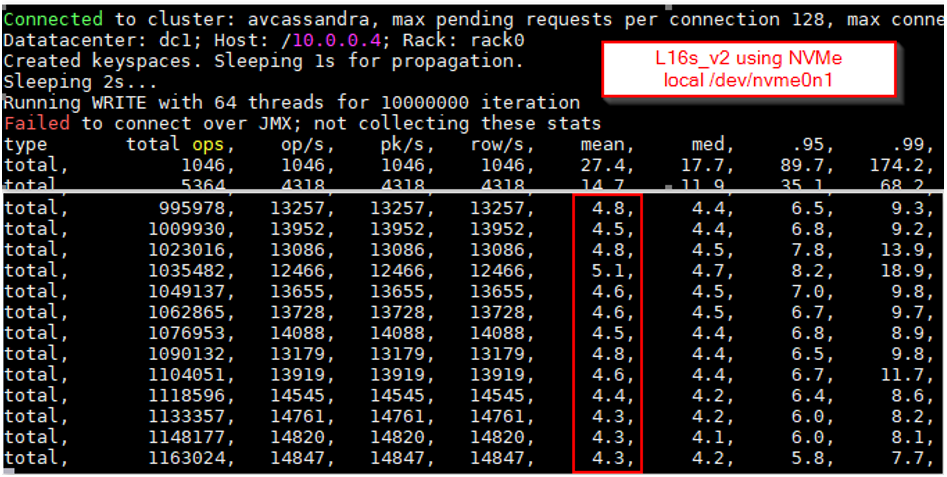 Connected to cluster: avcassandra, max pending requests per connection 128, max conne
Datatacenter: dc1; Host: /10.0.0.4; Rack: rack0
Created keyspaces. Sleeping 1s for propagation.
L16s_v2 using NVMe
local /dev/nvme0n1
Sleeping 2s...
Running WRITE with 64 threads for 10000000 iteration
Failed to connect over JMX; not collecting these stats
type total ops, op/s, pk/s, row/s, mean, med, .95, .99,
total, 1046, 1046, 1046, 1046, 27.4, 17.7, 89.7, 174.2,
total, 5364, 4318, 4318, 4318, 14.7, 11.9, 35.1, 68.2,
total, 995978, 13257, 13257, 13257, 4.8, 4.4, 6.5, 9.3,
total, 1009930, 13952, 13952, 13952, 4.5, 4.4, 6.8, 9.2,
total, 1023016, 13086, 13086, 13086, 4.8, 4.5, 7.8, 13.9,
total, 1035482, 12466, 12466, 12466, 5.1, 4.7, 8.2, 18.9,
total, 1049137, 13655, 13655, 13655, 4.6, 4.5, 7.0, 9.8,
total, 1062865, 13728, 13728, 13728, 4.6, 4.5, 6.7, 9.7,
total, 1076953, 14088, 14088, 14088, 4.5, 4.4, 6.8, 8.9,
total, 1090132, 13179, 13179, 13179, 4.8, 4.4, 6.5, 9.8,
total, 1104051, 13919, 13919, 13919, 4.6, 4.4, 6.7, 11.7,
total, 1118596, 14545, 14545, 14545, 4.4, 4.2, 6.4, 8.6,
total, 1133357, 14761, 14761, 14761, 4.3, 4.2, 6.0, 8.2,
total, 1148177, 14820, 14820, 14820, 4.3, 4.1, 6.0, 8.1,
total, 1163024, 14847, 14847, 14847, 4.3, 4.2, 5.8, 7.7,